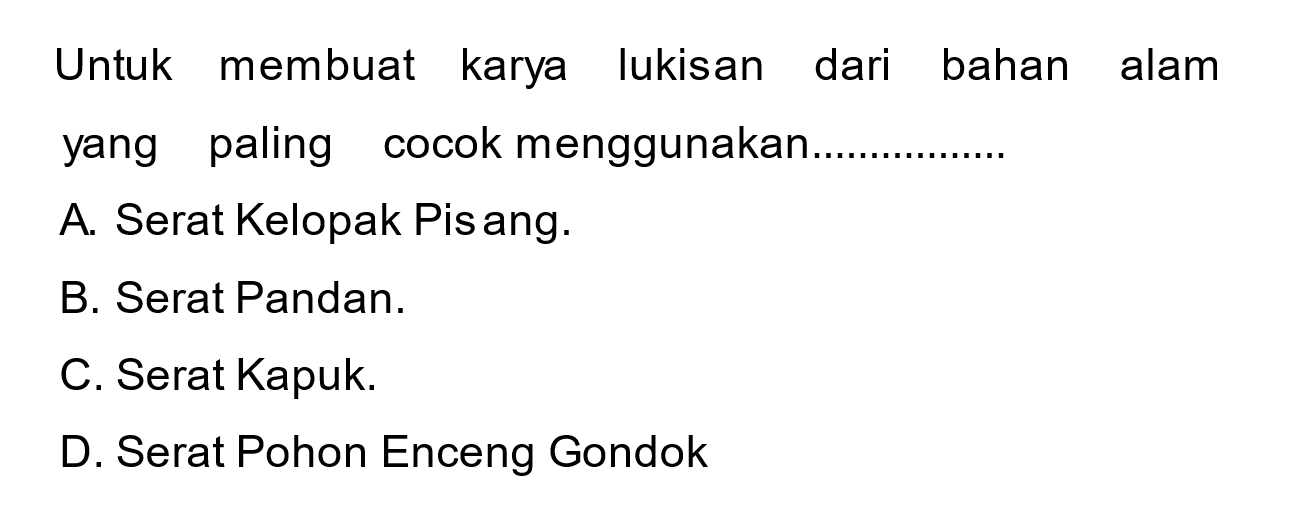 Untuk membuat karya lukisan dari bahan alam
yang paling cocok menggunakan.................
A. Serat Kelopak Pisang.
B. Serat Pandan.
C. Serat Kapuk.
D. Serat Pohon Enceng Gondok